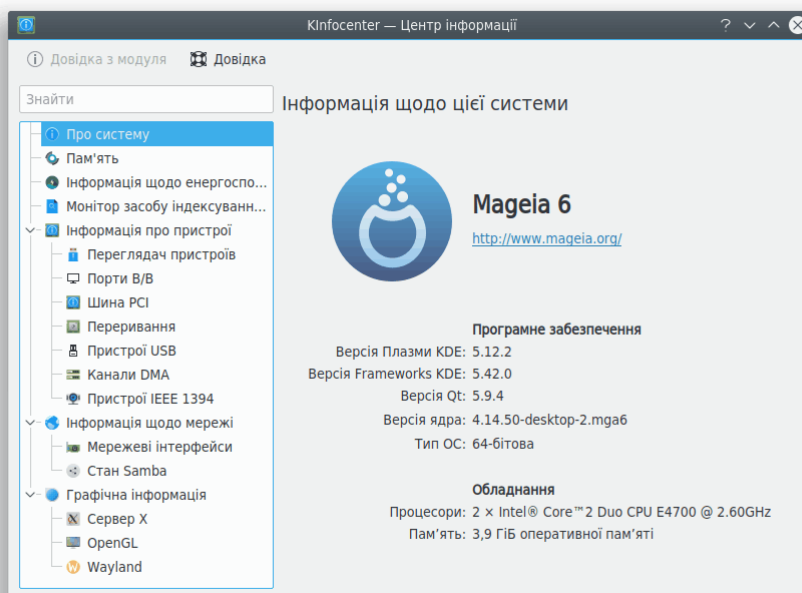 KInfocenter — Центр інформації
Довідка з модуля Довідка
Знайти
Про систему
Пам'ять
Інформація щодо енергоспо...
Монітор засобу індексуванн...
Інформація про пристрої
Переглядач пристроїв
Порти В/В
Шина PCI
Переривання
Пристрої USB
Канали DMA
Пристрої IEEE 1394
Інформація щодо мережі
Мережеві інтерфейси
Стан Samba
Графічна інформація
Сервер X
OpenGL
Wayland
Інформація щодо цієї системи
Mageia 6
http://www.mageia.org/
Програмне забезпечення
Версія Плазми KDE: 5.12.2
Версія Frameworks KDE: 5.42.0
Версія Qt: 5.9.4
Версія ядра: 4.14.50-desktop-2.mga6
Тип ОС: 64-бітова
Обладнання
Процесори: 2 × Intel® Core™2 Duo CPU E4700 @ 2.60GHz
Пам’ять: 3,9 ГіБ оперативної пам’яті